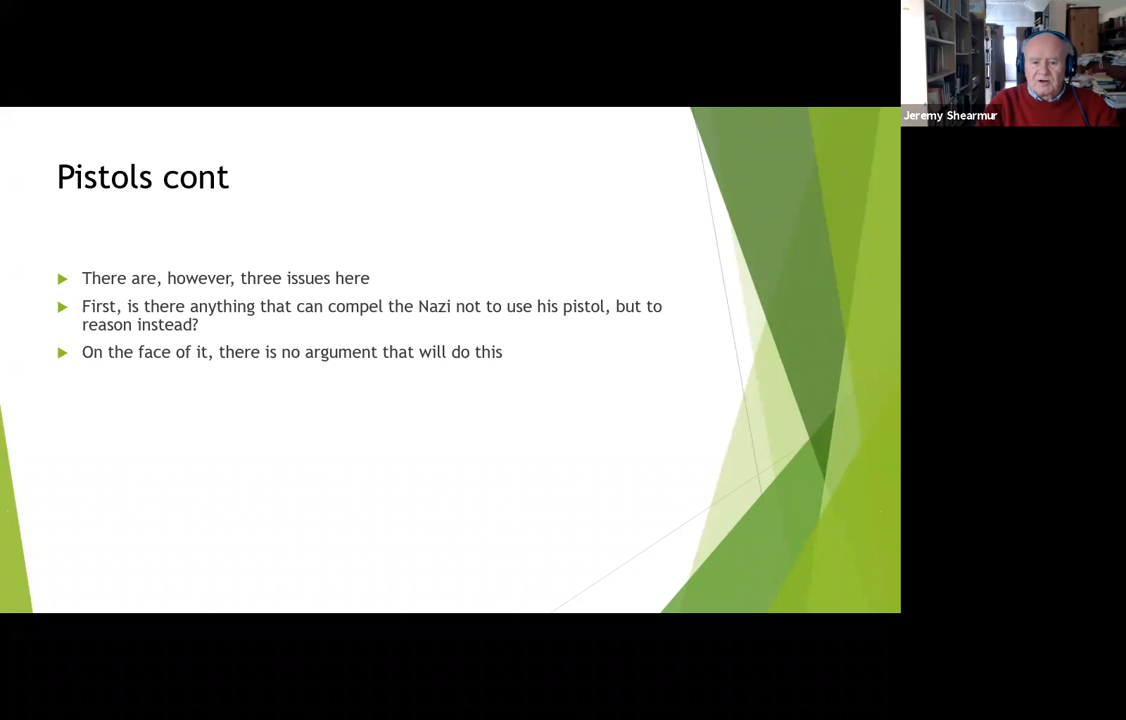 Jeremy Shearmur
Pistols cont
There are, however, three issues here
First, is there anything that can compel the Nazi not to use his pistol, but to
reason instead?
On the face of it, there is no argument that will do this